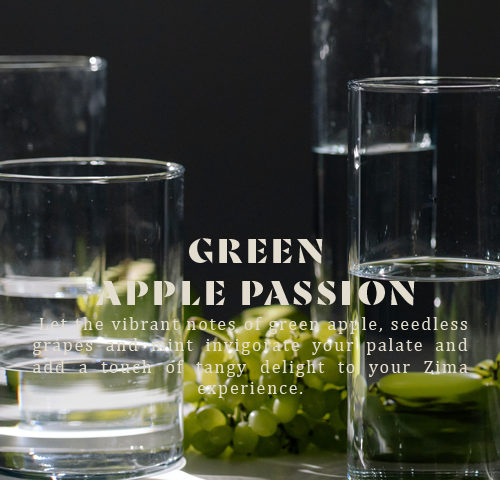 GREEN
APPLE PASSION
Let the vibrant notes of green apple, seedless
grapes and mint invigorate your palate and
add a touch of tangy delight to your Zima
experience.